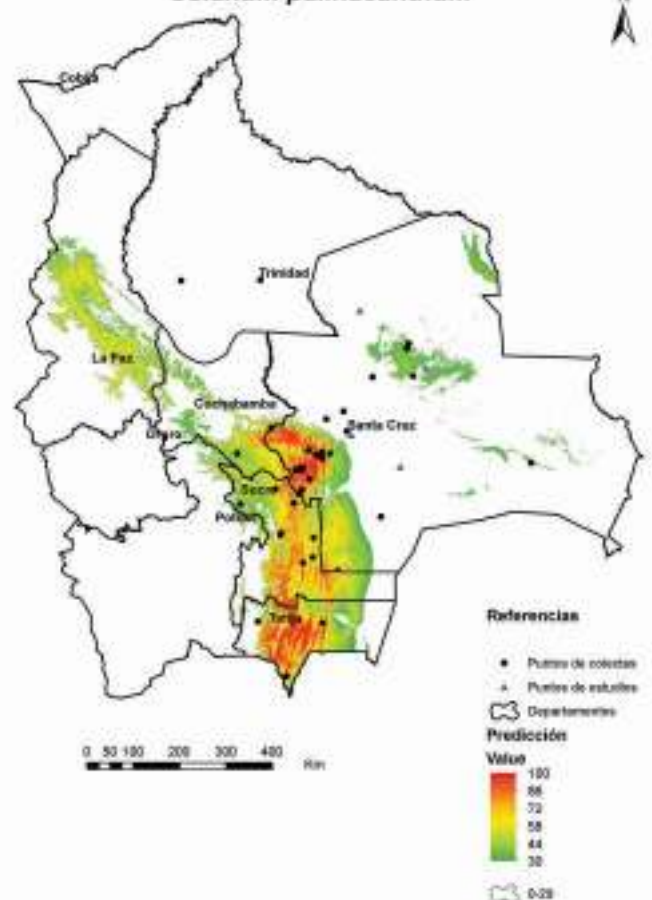 Cobija
Trinidad
La Paz
Cochabamba
Oruro
Santa Cruz
Sucre
Potosí
Tarija
Referencias
Puntos de colectas
Puntos de estudios
Departamentos
Predicción
Value
100
86
72
58
44
30
0-29
0 50 100 200 300 400
Km